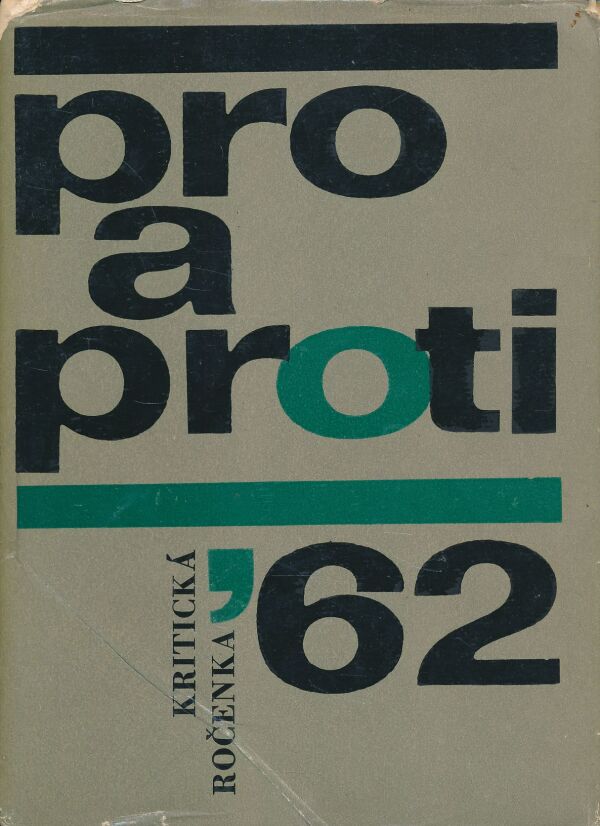 pro
a
proti
’62
KRITICKÁ
ROČENKA